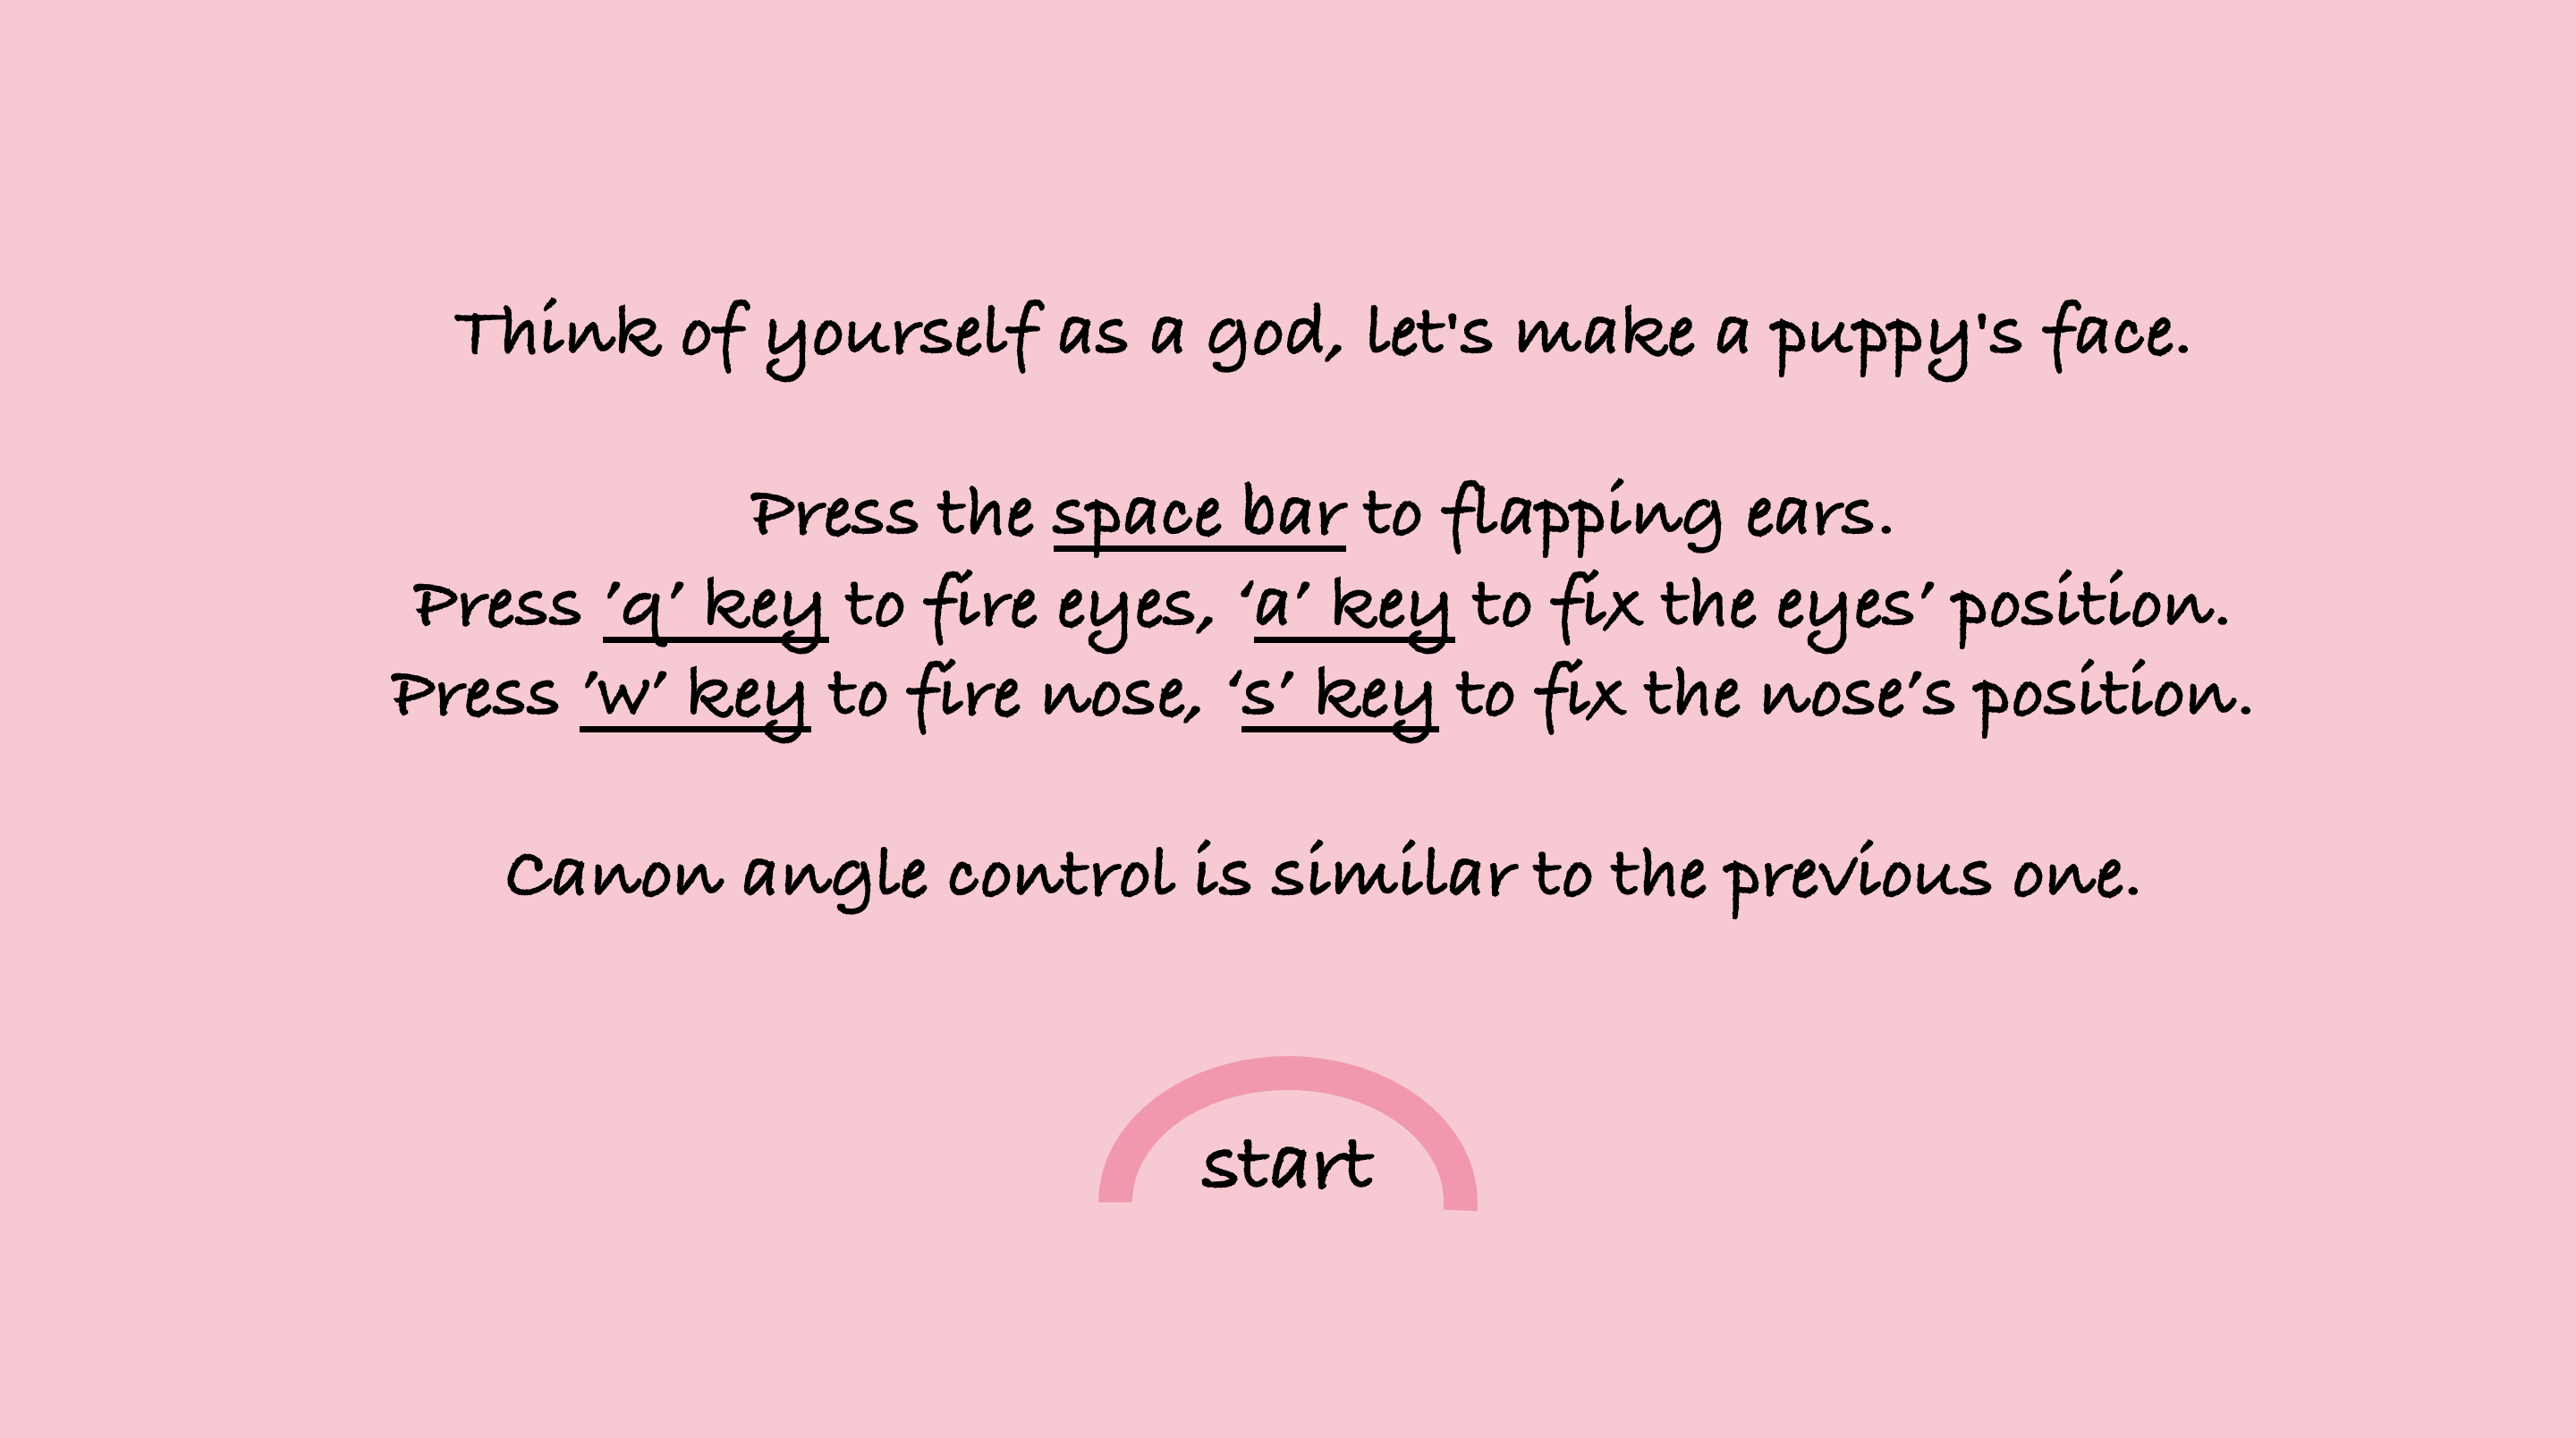 Think of yourself as a god, let's make a puppy's face.
Press the space bar to flapping ears.
Press ’q’ key to fire eyes, ‘a’ key to fix the eyes’ position.
Press ’w’ key to fire nose, ‘s’ key to fix the nose’s position.
Canon angle control is similar to the previous one.
start